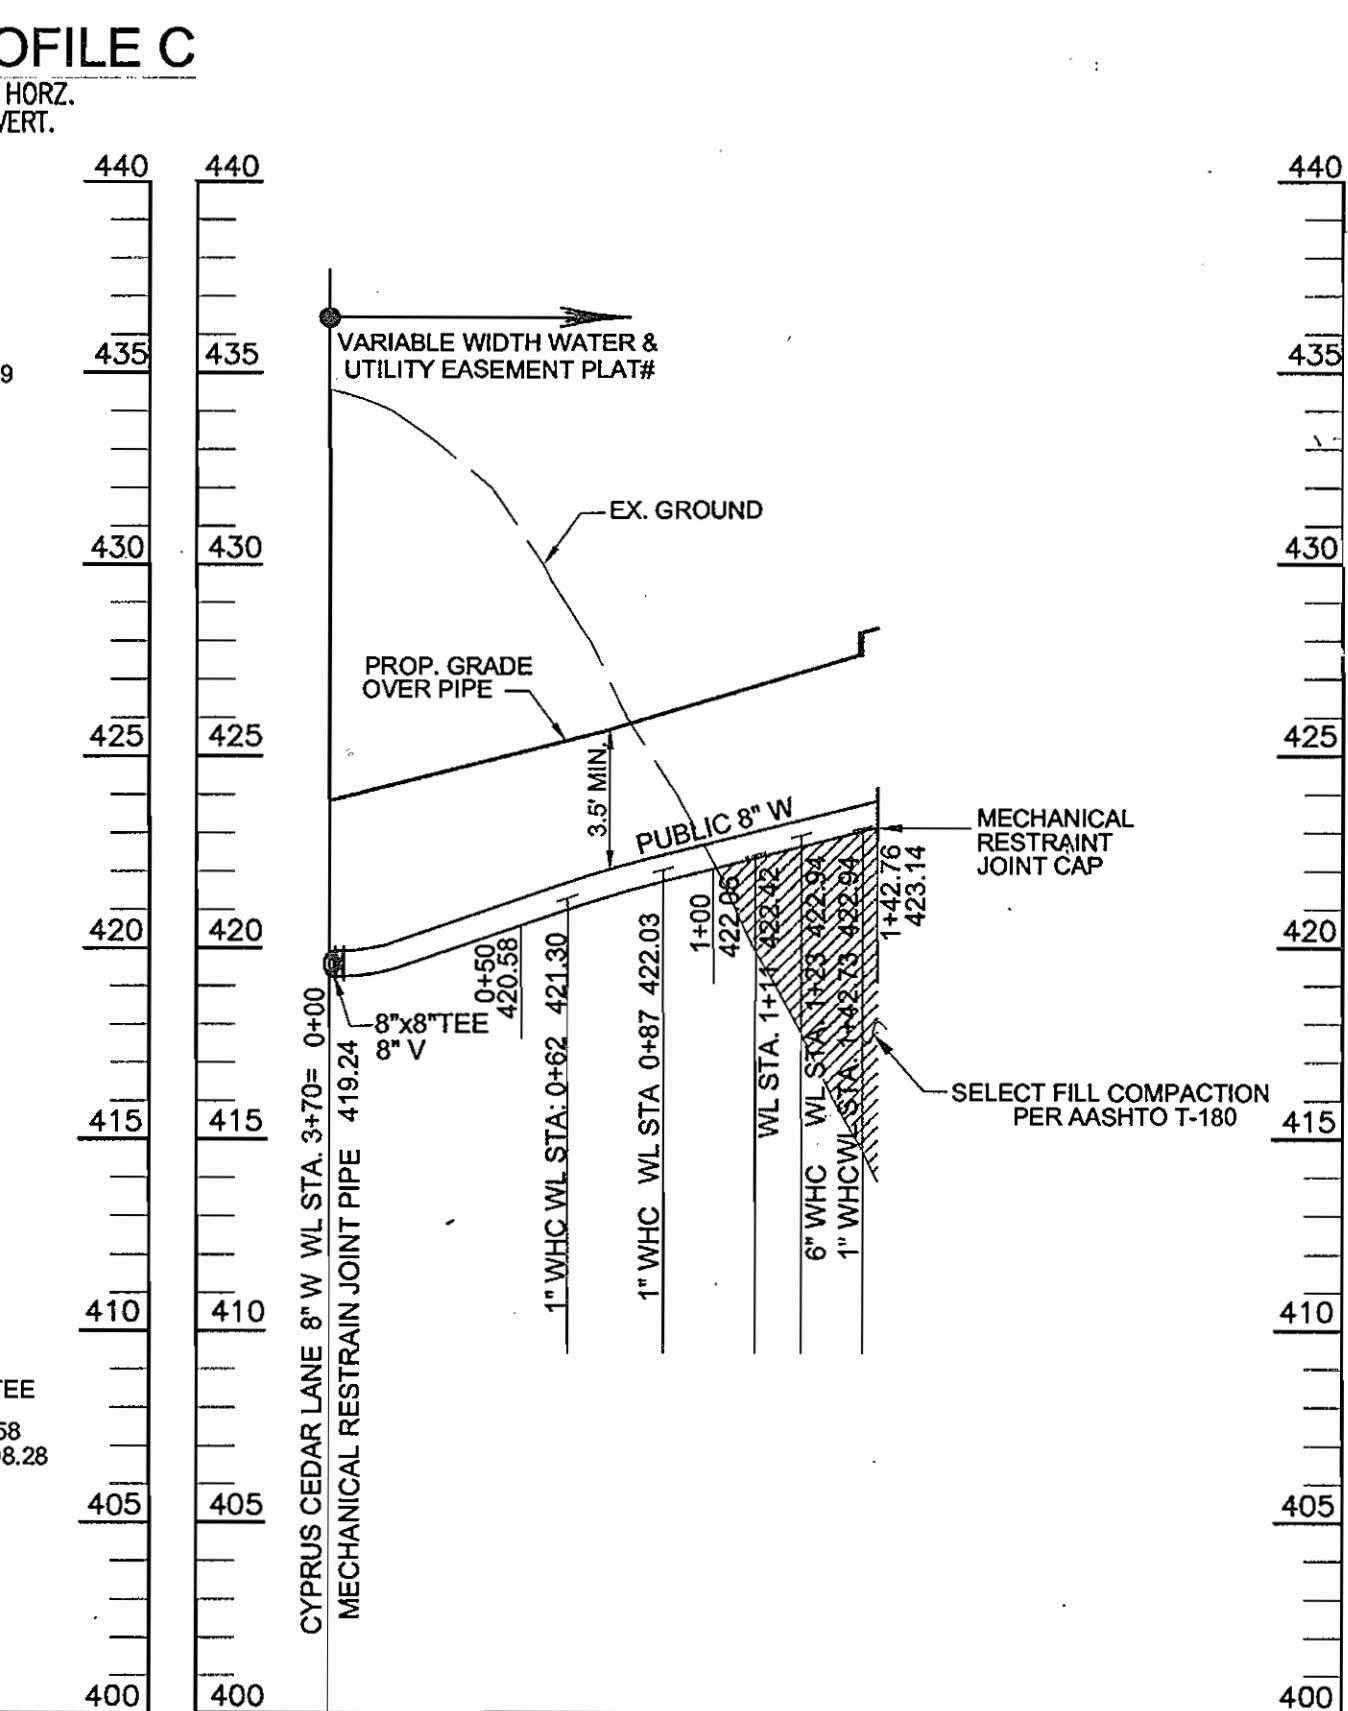 OFILE C
HORZ.
VERT.
440 440 440
435 435 435
430 430 430
425 425 425
420 420 420
415 415 415
410 410 410
405 405 405
400 400 400
9
TEE
58
98.28
VARIABLE WIDTH WATER &
UTILITY EASEMENT PLAT#
EX. GROUND
PROP. GRADE
OVER PIPE
3.5' MIN.
PUBLIC 8" W
MECHANICAL
RESTRAINT
JOINT CAP
1+42.76
423.14
SELECT FILL COMPACTION
PER AASHTO T-180
8"x8"TEE
8" V
CYPRUS CEDAR LANE 8" W WL STA. 3+70= 0+00
MECHANICAL RESTRAIN JOINT PIPE 419.24
0+50
420.58
1" WHC WL STA: 0+62 421.30
1" WHC WL STA 0+87 422.03
1+00
422.06
WL STA. 1+11 422.42
6" WHC WL STA. 1+23 422.94
1" WHCWL STA. 1+42.73 422.94